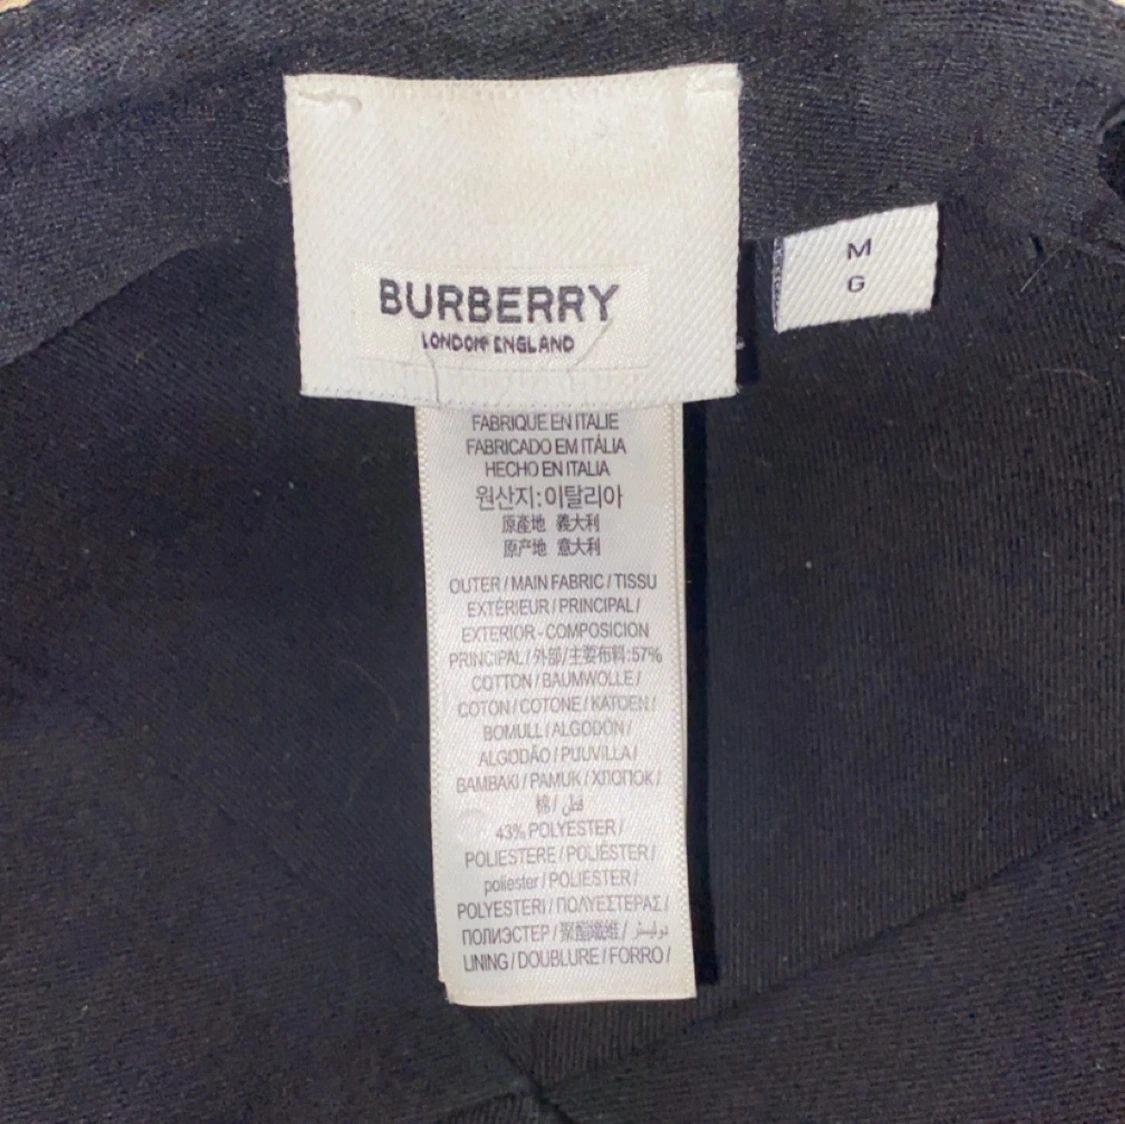 BURBERRY
LONDON ENGLAND
M
G
FABRIQUE EN ITALIE
FABRICADO EM ITÁLIA
HECHO EN ITALIA
원산지:이탈리아
原產地 義大利
原产地 意大利
OUTER / MAIN FABRIC / TISSU
EXTÉRIEUR / PRINCIPAL /
EXTERIOR - COMPOSICION
PRINCIPAL / 外部/主要布料:57%
COTTON / BAUMWOLLE /
COTON / COTONE / KATOEN /
BOMULL / ALGODÓN /
ALGODÃO / PUUVILLA /
BAMBAKI / PAMUK / ХЛОПОК /
棉 / قطن
43% POLYESTER /
POLIESTERE / POLIÉSTER /
poliester / POLIESTER /
POLYESTERI / ΠΟΛΥΕΣΤΕΡΑΣ /
ПОЛИЭСТЕР / 聚酯纖維 /
LINING / DOUBLURE / FORRO /